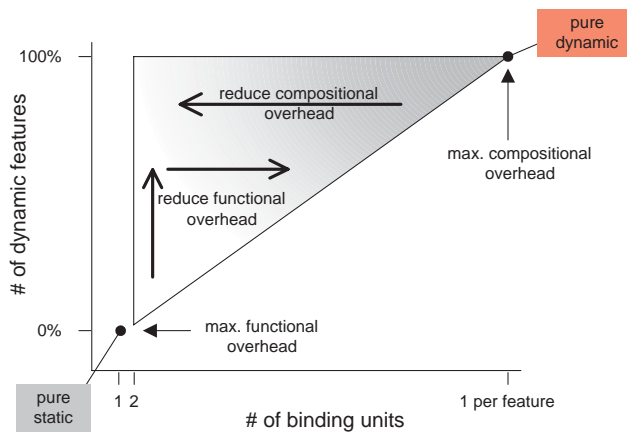 pure
dynamic
100%
reduce compositional
overhead
max. compositional
overhead
reduce functional
overhead
# of dynamic features
0%
max. functional
overhead
pure
static
1
2
1 per feature
# of binding units